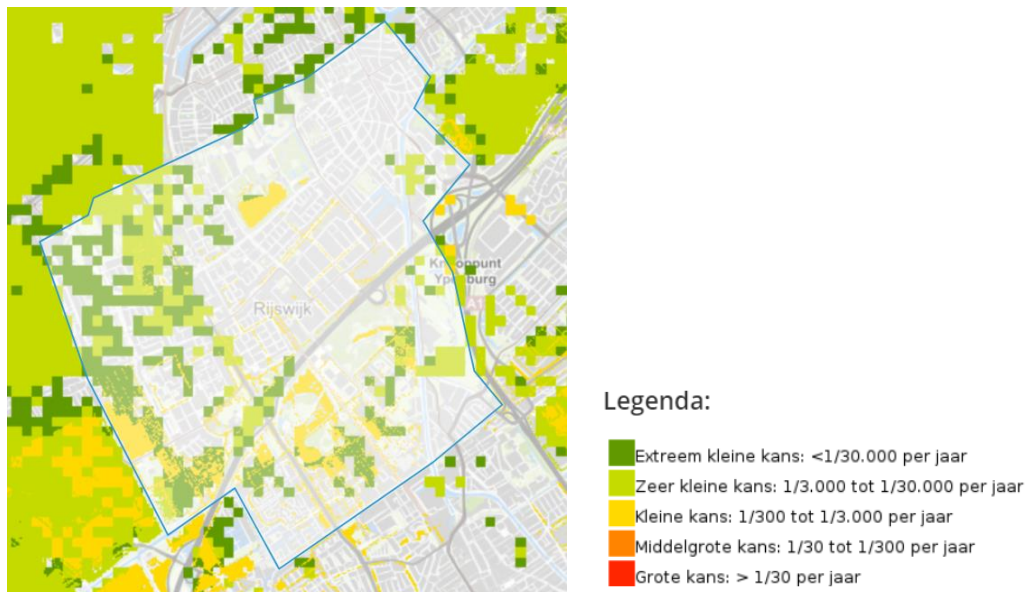 Knooppunt
Ypenburg
Rijswijk
Legenda:
Extreem kleine kans: <1/30.000 per jaar
Zeer kleine kans: 1/3.000 tot 1/30.000 per jaar
Kleine kans: 1/300 tot 1/3.000 per jaar
Middelgrote kans: 1/30 tot 1/300 per jaar
Grote kans: > 1/30 per jaar